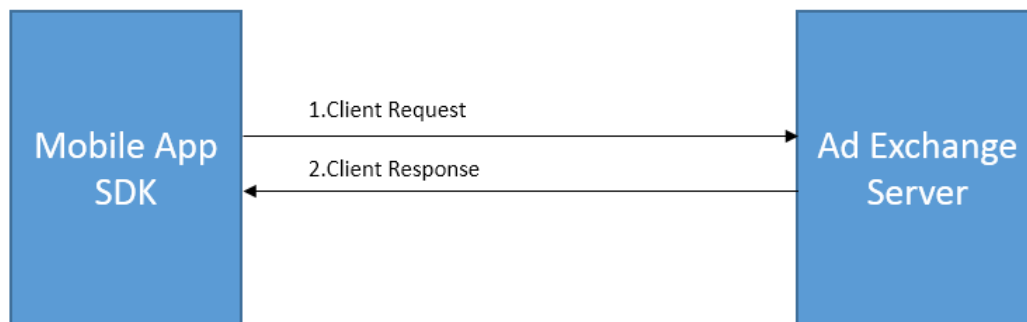 Mobile App
SDK
1.Client Request
2.Client Response
Ad Exchange
Server